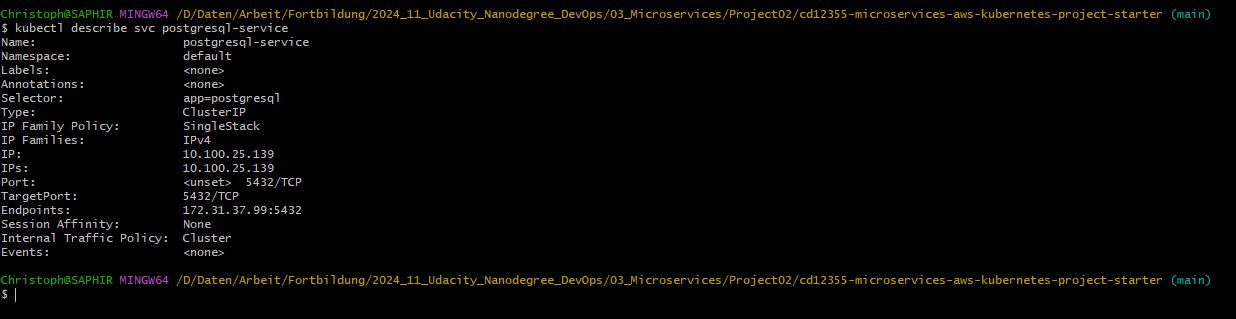 Christoph@SAPHIR MINGW64 /D/Daten/Arbeit/Fortbildung/2024_11_Udacity_Nanodegree_DevOps/03_Microservices/Project02/cd12355-microservices-aws-kubernetes-project-starter (main)
$ kubectl describe svc postgresql-service
Name:                     postgresql-service
Namespace:                default
Labels:                   <none>
Annotations:              <none>
Selector:                 app=postgresql
Type:                     ClusterIP
IP Family Policy:         SingleStack
IP Families:              IPv4
IP:                       10.100.25.139
IPs:                      10.100.25.139
Port:                     <unset>  5432/TCP
TargetPort:               5432/TCP
Endpoints:                172.31.37.99:5432
Session Affinity:         None
Internal Traffic Policy:  Cluster
Events:                   <none>
Christoph@SAPHIR MINGW64 /D/Daten/Arbeit/Fortbildung/2024_11_Udacity_Nanodegree_DevOps/03_Microservices/Project02/cd12355-microservices-aws-kubernetes-project-starter (main)
$